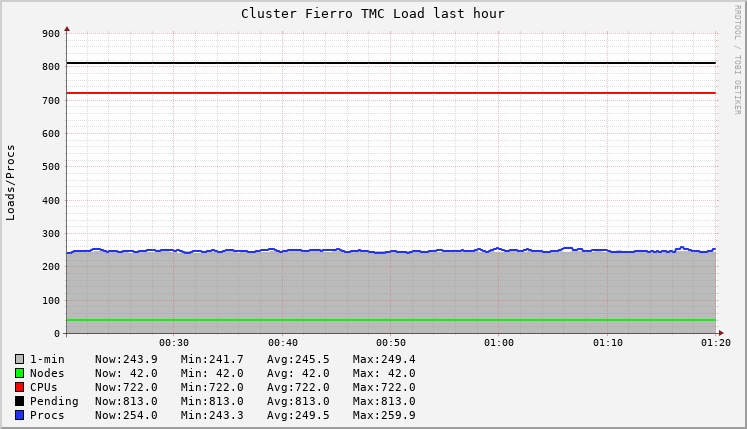 Cluster Fierro TMC Load last hour
RRDTOOL / TOBI OETIKER
Loads/Procs
900
800
700
600
500
400
300
200
100
0
00:30 00:40 00:50 01:00 01:10 01:20
1-min Now:243.9 Min:241.7 Avg:245.5 Max:249.4
Nodes Now: 42.0 Min: 42.0 Avg: 42.0 Max: 42.0
CPUs Now:722.0 Min:722.0 Avg:722.0 Max:722.0
Pending Now:813.0 Min:813.0 Avg:813.0 Max:813.0
Procs Now:254.0 Min:243.3 Avg:249.5 Max:259.9